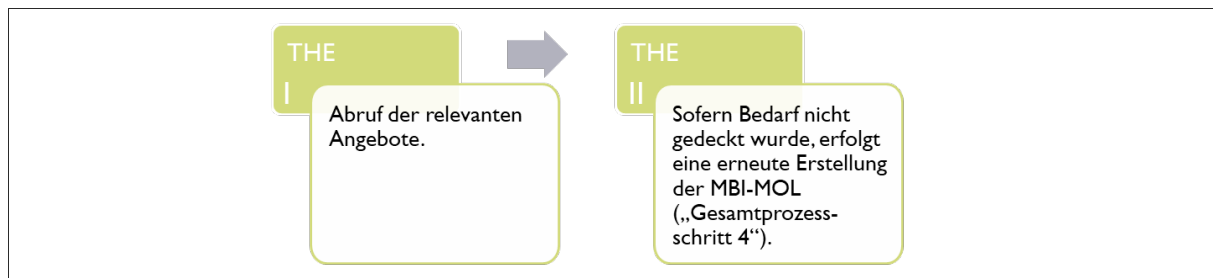 THE
I
Abruf der relevanten
Angebote.
THE
II
Sofern Bedarf nicht
gedeckt wurde, erfolgt
eine erneute Erstellung
der MBI-MOL
(„Gesamtprozess-
schritt 4“).